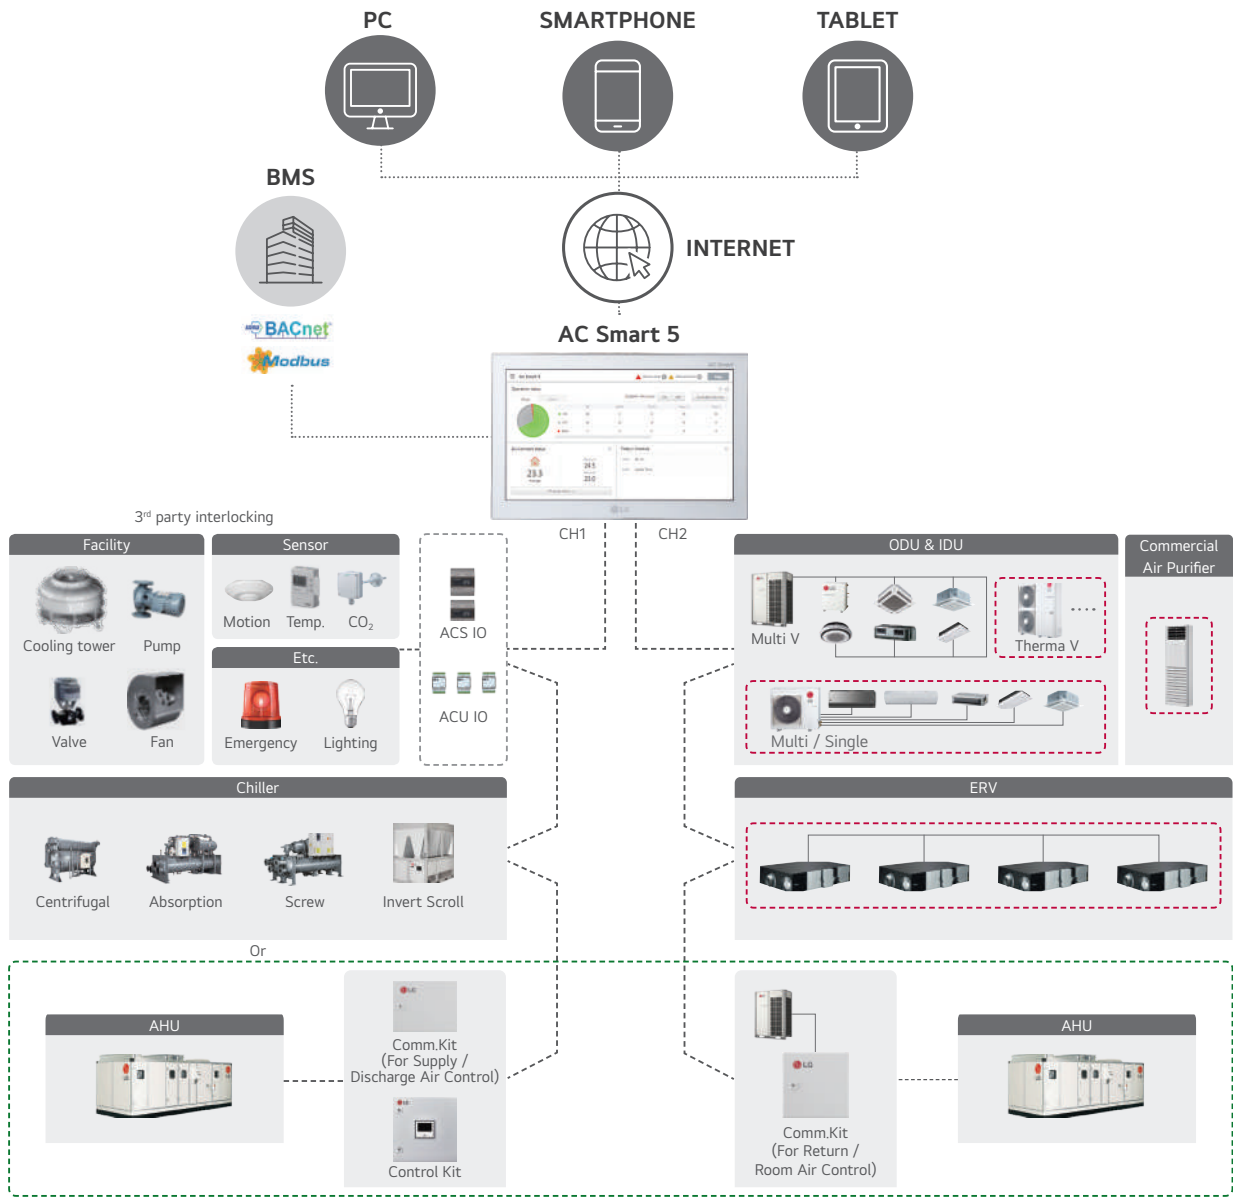 PC
SMARTPHONE
TABLET
BMS
INTERNET
BACnet
Modbus
AC Smart 5
LG
3rd party interlocking
CH1
CH2
Facility
Sensor
ODU & IDU
Commercial
Air Purifier
Motion
Temp.
CO2
Cooling tower
Pump
ACS IO
Multi V
Therma V
Etc.
Valve
Fan
Emergency
Lighting
ACU IO
Multi / Single
Chiller
ERV
Centrifugal
Absorption
Screw
Invert Scroll
Or
AHU
LG
Comm.Kit
(For Supply /
Discharge Air Control)
Control Kit
LG
Comm.Kit
(For Return /
Room Air Control)
AHU